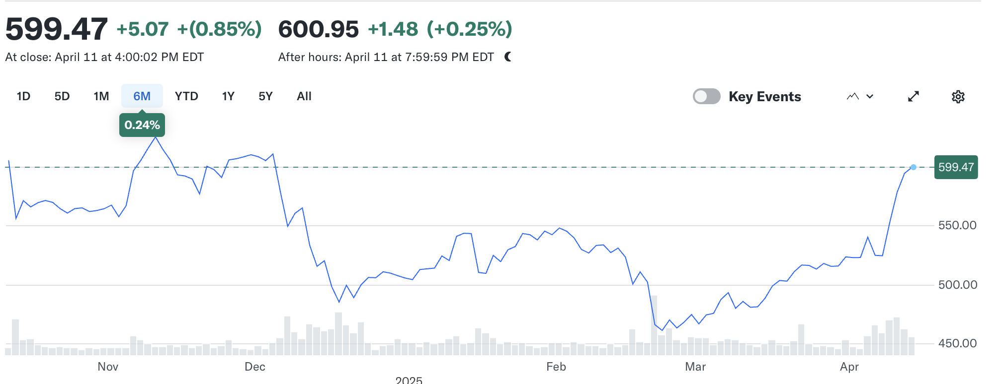 599.47 +5.07 +(0.85%) 600.95 +1.48 (+0.25%)
At close: April 11 at 4:00:02 PM EDT After hours: April 11 at 7:59:59 PM EDT
1D 5D 1M 6M YTD 1Y 5Y All Key Events
0.24%
599.47
550.00
500.00
450.00
Nov Dec Feb Mar Apr
2025